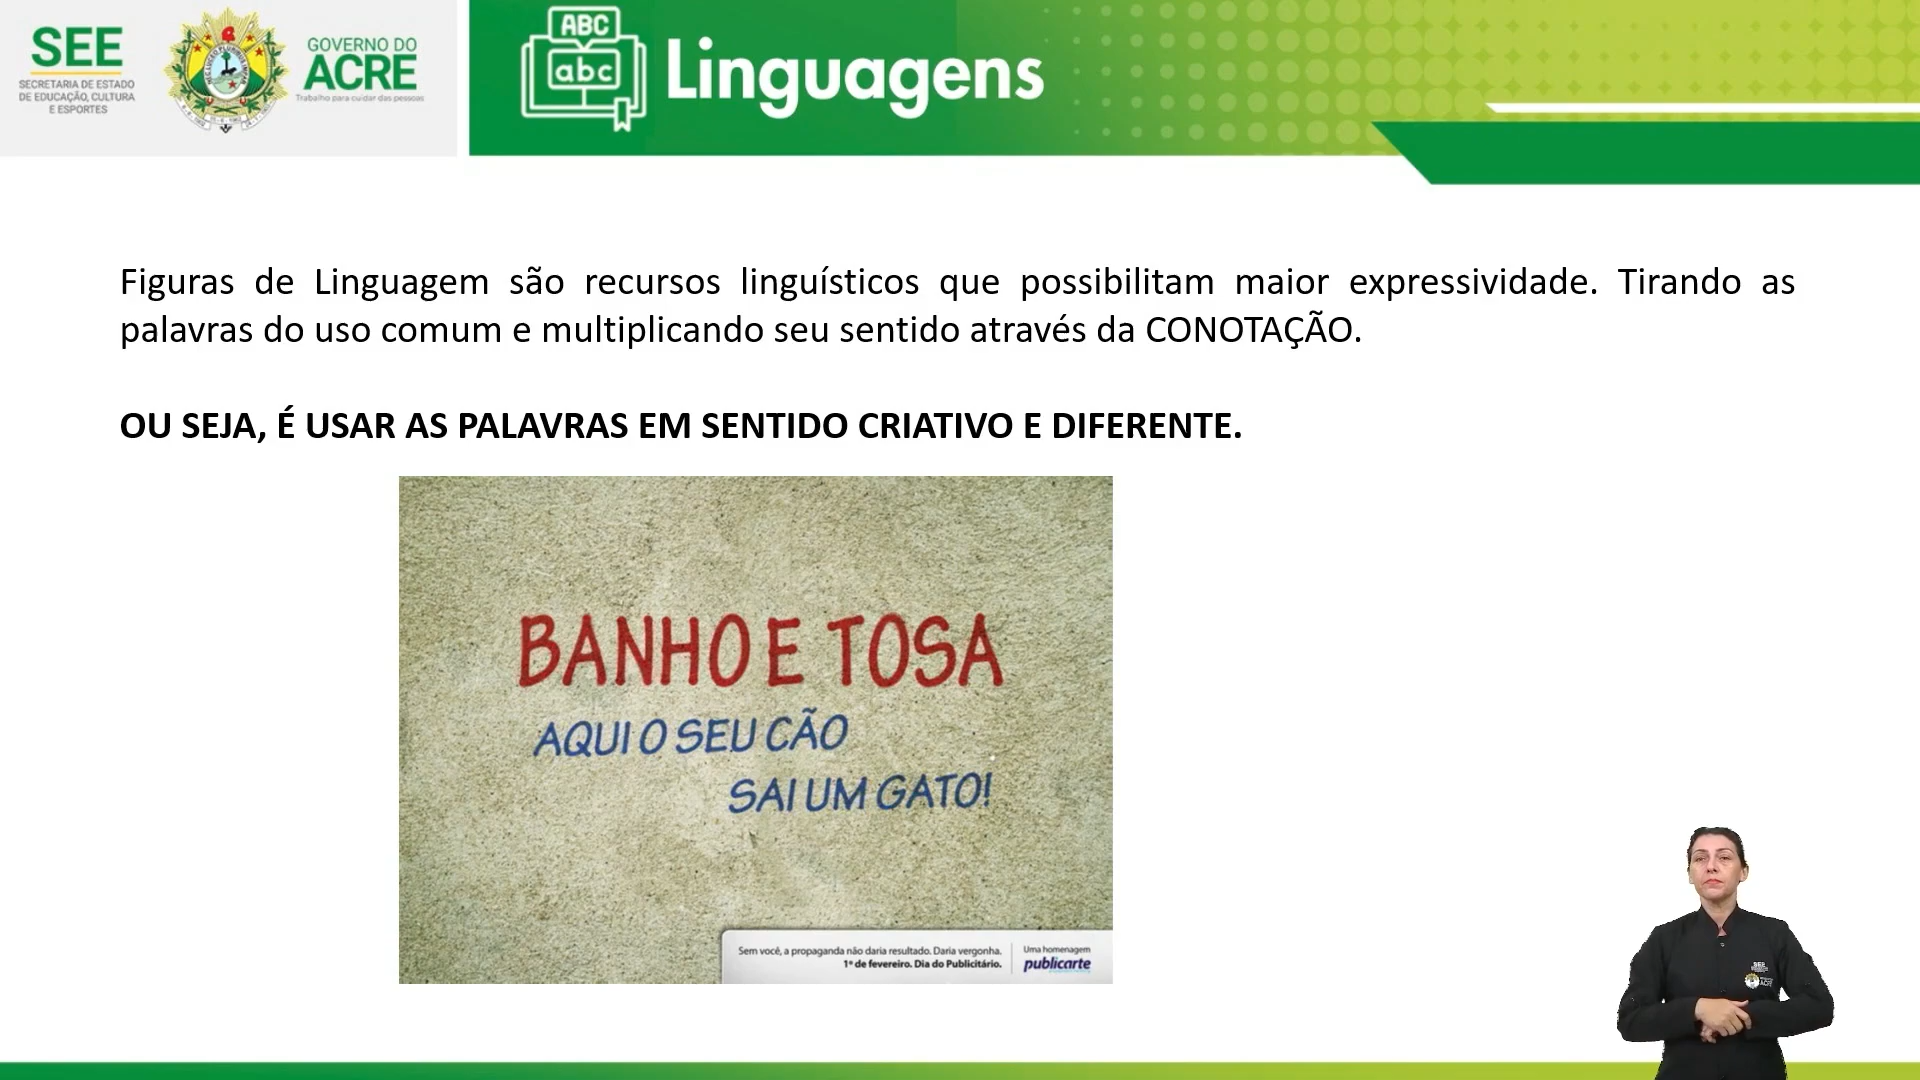 SEE
SECRETARIA DE ESTADO
DE EDUCAÇÃO, CULTURA
E ESPORTES
GOVERNO DO
ACRE
Trabalho para cuidar das pessoas
ABC
abc
Linguagens
Figuras de Linguagem são recursos linguísticos que possibilitam maior expressividade. Tirando as
palavras do uso comum e multiplicando seu sentido através da CONOTAÇÃO.
OU SEJA, É USAR AS PALAVRAS EM SENTIDO CRIATIVO E DIFERENTE.
BANHO E TOSA
AQUI O SEU CÃO
SAI UM GATO!
Sem você, a propaganda não daria resultado. Daria vergonha.
1º de fevereiro. Dia do Publicitário.
Uma homenagem
publicarte
SEE